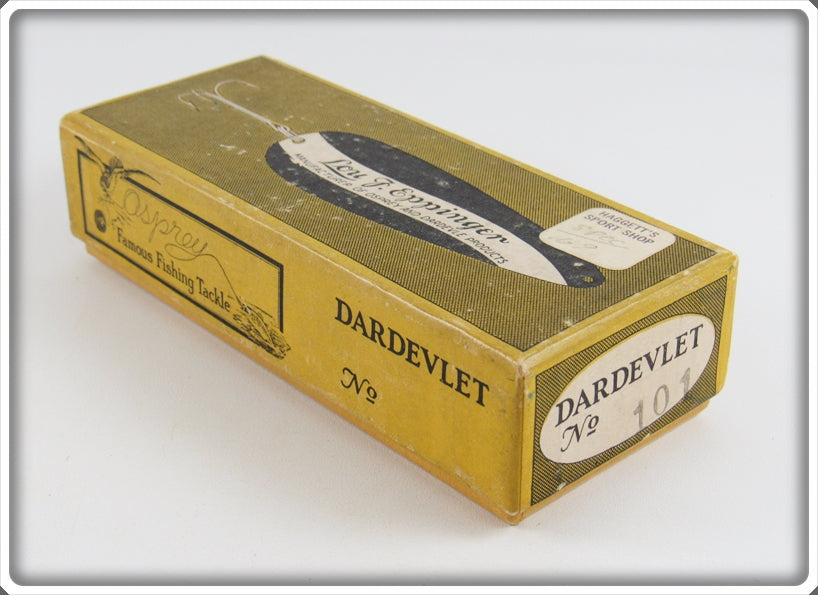 Lou J. Eppinger
MANUFACTURER OF OSPREY AND DARDEVLE PRODUCTS
HAGGETT'S
SPORT SHOP
Osprey
Famous Fishing Tackle
DARDEVLET
No
DARDEVLET
No 101